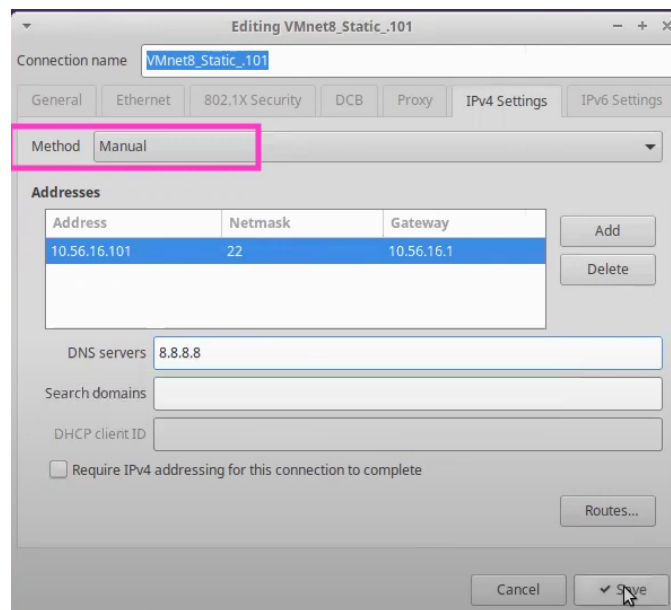 Editing VMnet8_Static_.101
Connection name VMnet8_Static_.101
General Ethernet 802.1X Security DCB Proxy IPv4 Settings IPv6 Settings
Method Manual
Addresses
Address Netmask Gateway
10.56.16.101 22 10.56.16.1
Add
Delete
DNS servers 8.8.8.8
Search domains
DHCP client ID
Require IPv4 addressing for this connection to complete
Routes...
Cancel Save